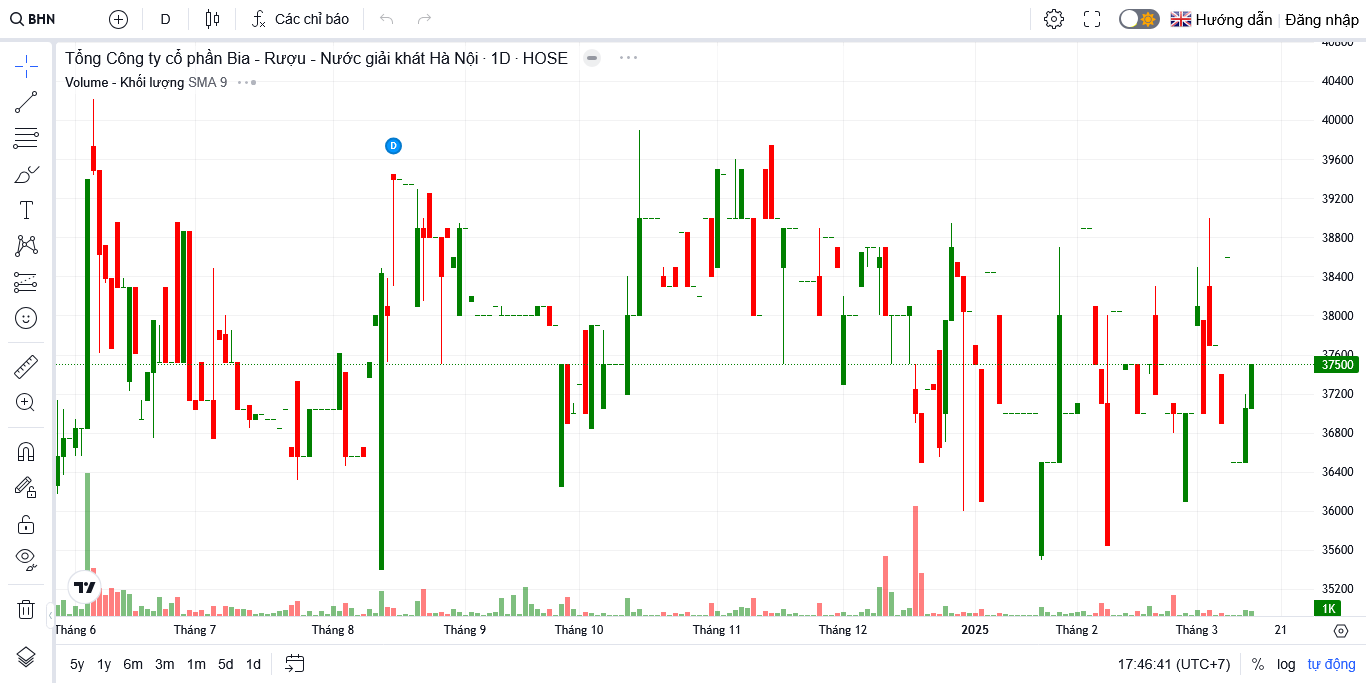 BHN D Các chỉ báo Hướng dẫn Đăng nhập
Tổng Công ty cổ phần Bia - Rượu - Nước giải khát Hà Nội · 1D · HOSE
Volume - Khối lượng SMA 9
D
40800
40400
40000
39600
39200
38800
38400
38000
37600
37500
37200
36800
36400
36000
35600
35200
1K
Tháng 6 Tháng 7 Tháng 8 Tháng 9 Tháng 10 Tháng 11 Tháng 12 2025 Tháng 2 Tháng 3 21
5y 1y 6m 3m 1m 5d 1d 17:46:41 (UTC+7) % log tự động